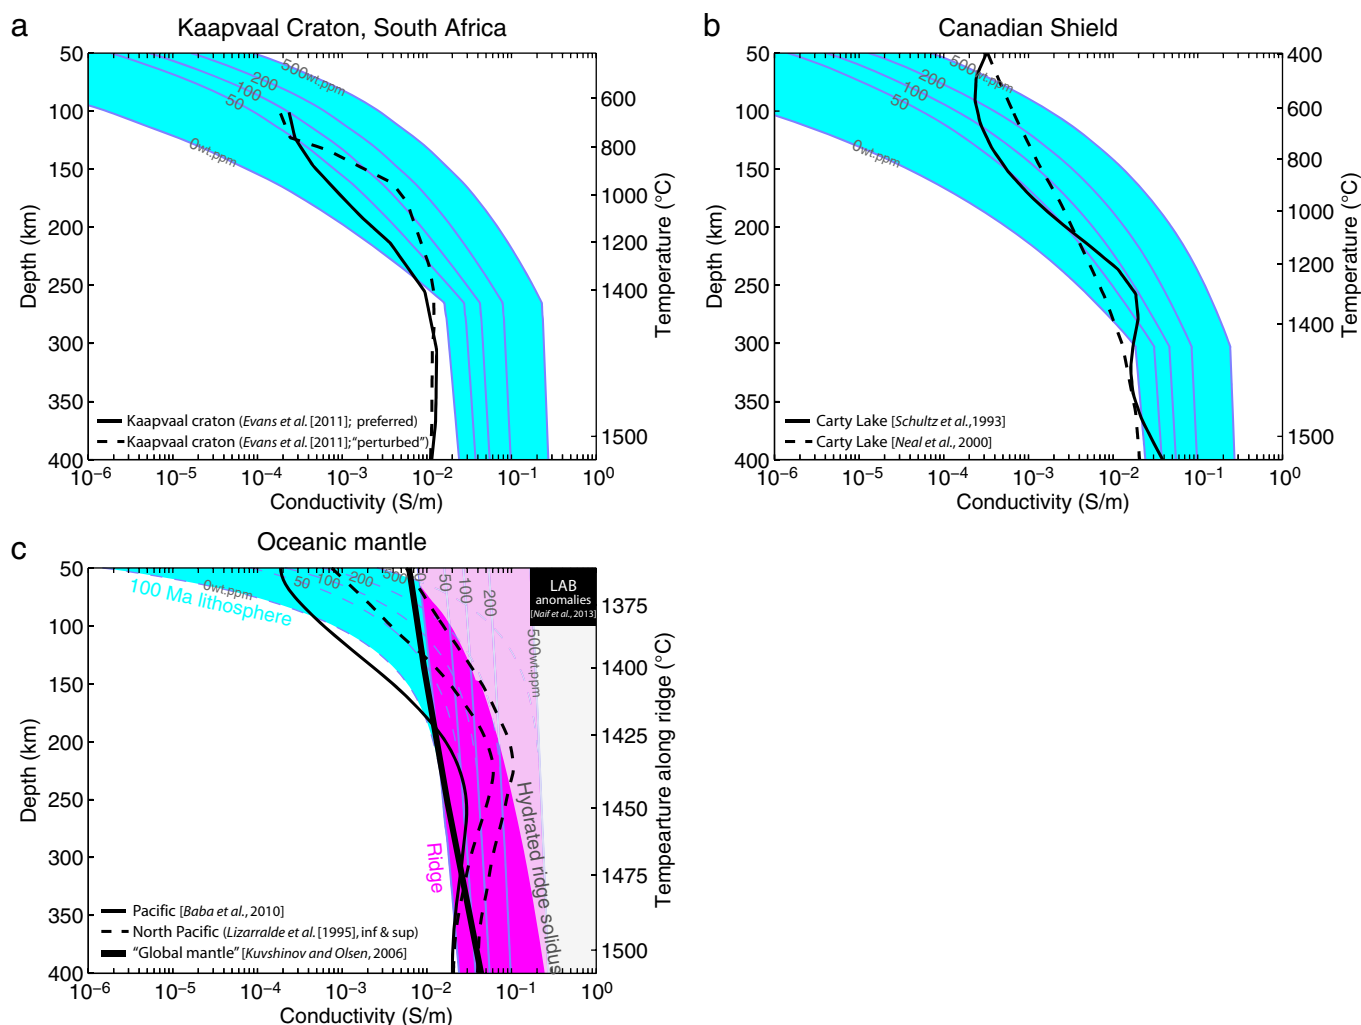 a
Kaapvaal Craton, South Africa
50
100
150
200
250
300
350
400
Depth (km)
500wt.ppm
200
100
50
0wt.ppm
600
800
1000
1200
1400
1500
Temperature (°C)
Kaapvaal craton (Evans et al. [2011]; preferred)
Kaapvaal craton (Evans et al. [2011];"perturbed")
10−6 10−5 10−4 10−3 10−2 10−1 100
Conductivity (S/m)
b
Canadian Shield
50
100
150
200
250
300
350
400
Depth (km)
500wt.ppm
200
100
50
0wt.ppm
400
600
800
1000
1200
1400
1500
Temperature (°C)
Carty Lake [Schultz et al.,1993]
Carty Lake [Neal et al., 2000]
10−6 10−5 10−4 10−3 10−2 10−1 100
Conductivity (S/m)
c
Oceanic mantle
50
100
150
200
250
300
350
400
Depth (km)
100 Ma lithosphere
0wt.ppm
50
100
200
500
0
50
100
200
500wt.ppm
LAB
anomalies
[Naif et al., 2013]
Ridge
Hydrated ridge solidus
1375
1400
1425
1450
1475
1500
Tempearture along ridge (°C)
Pacific [Baba et al., 2010]
North Pacific (Lizarralde et al. [1995], inf & sup)
"Global mantle" [Kuvshinov and Olsen, 2006]
10−6 10−5 10−4 10−3 10−2 10−1 100
Conductivity (S/m)